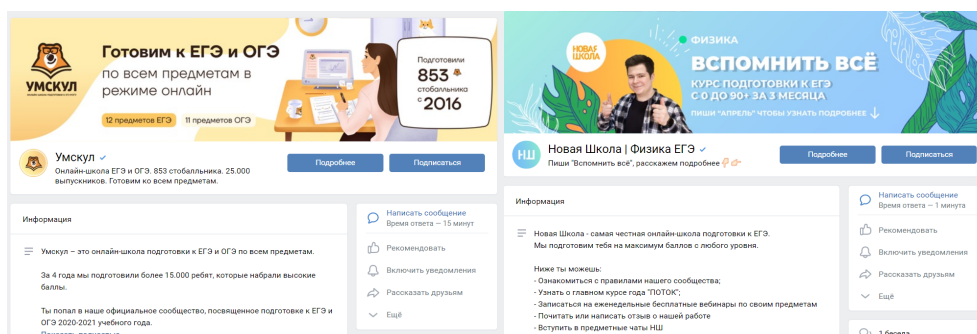 Готовим к ЕГЭ и ОГЭ
по всем предметам в
режиме онлайн
12 предметов ЕГЭ 11 предметов ОГЭ
УМСКУЛ
Подготовили
853
стобалльника
с 2016
Умскул
Онлайн-школа ЕГЭ и ОГЭ. 853 стобалльника. 25.000
выпускников. Готовим ко всем предметам.
Подробнее
Подписаться
Информация
Умскул – это онлайн-школа подготовки к ЕГЭ и ОГЭ по всем предметам.
За 4 года мы подготовили более 15.000 ребят, которые набрали высокие
баллы.
Ты попал в наше официальное сообщество, посвященное подготовке к ЕГЭ и
ОГЭ 2020-2021 учебного года.
Написать сообщение
Время ответа — 15 минут
Рекомендовать
Включить уведомления
Рассказать друзьям
Ещё
НОВАЯ
ШКОЛА
ФИЗИКА
ВСПОМНИТЬ ВСЁ
КУРС ПОДГОТОВКИ К ЕГЭ
С 0 ДО 90+ ЗА 3 МЕСЯЦА
ПИШИ "АПРЕЛЬ" ЧТОБЫ УЗНАТЬ ПОДРОБНЕЕ
НШ
Новая Школа | Физика ЕГЭ
Пиши "Вспомнить всё", расскажем подробнее
Подробнее
Подписаться
Информация
Новая Школа - самая честная онлайн-школа подготовки к ЕГЭ.
Мы подготовим тебя на максимум баллов с любого уровня.
Ниже ты можешь:
- Ознакомиться с правилами нашего сообщества;
- Узнать о главном курсе года "ПОТОК";
- Записаться на еженедельные бесплатные вебинары по своим предметам
- Почитать или написать отзыв о нашей работе
- Вступить в предметные чаты НШ
Написать сообщение
Время ответа — 1 минута
Рекомендовать
Включить уведомления
Рассказать друзьям
Ещё
1 беседа